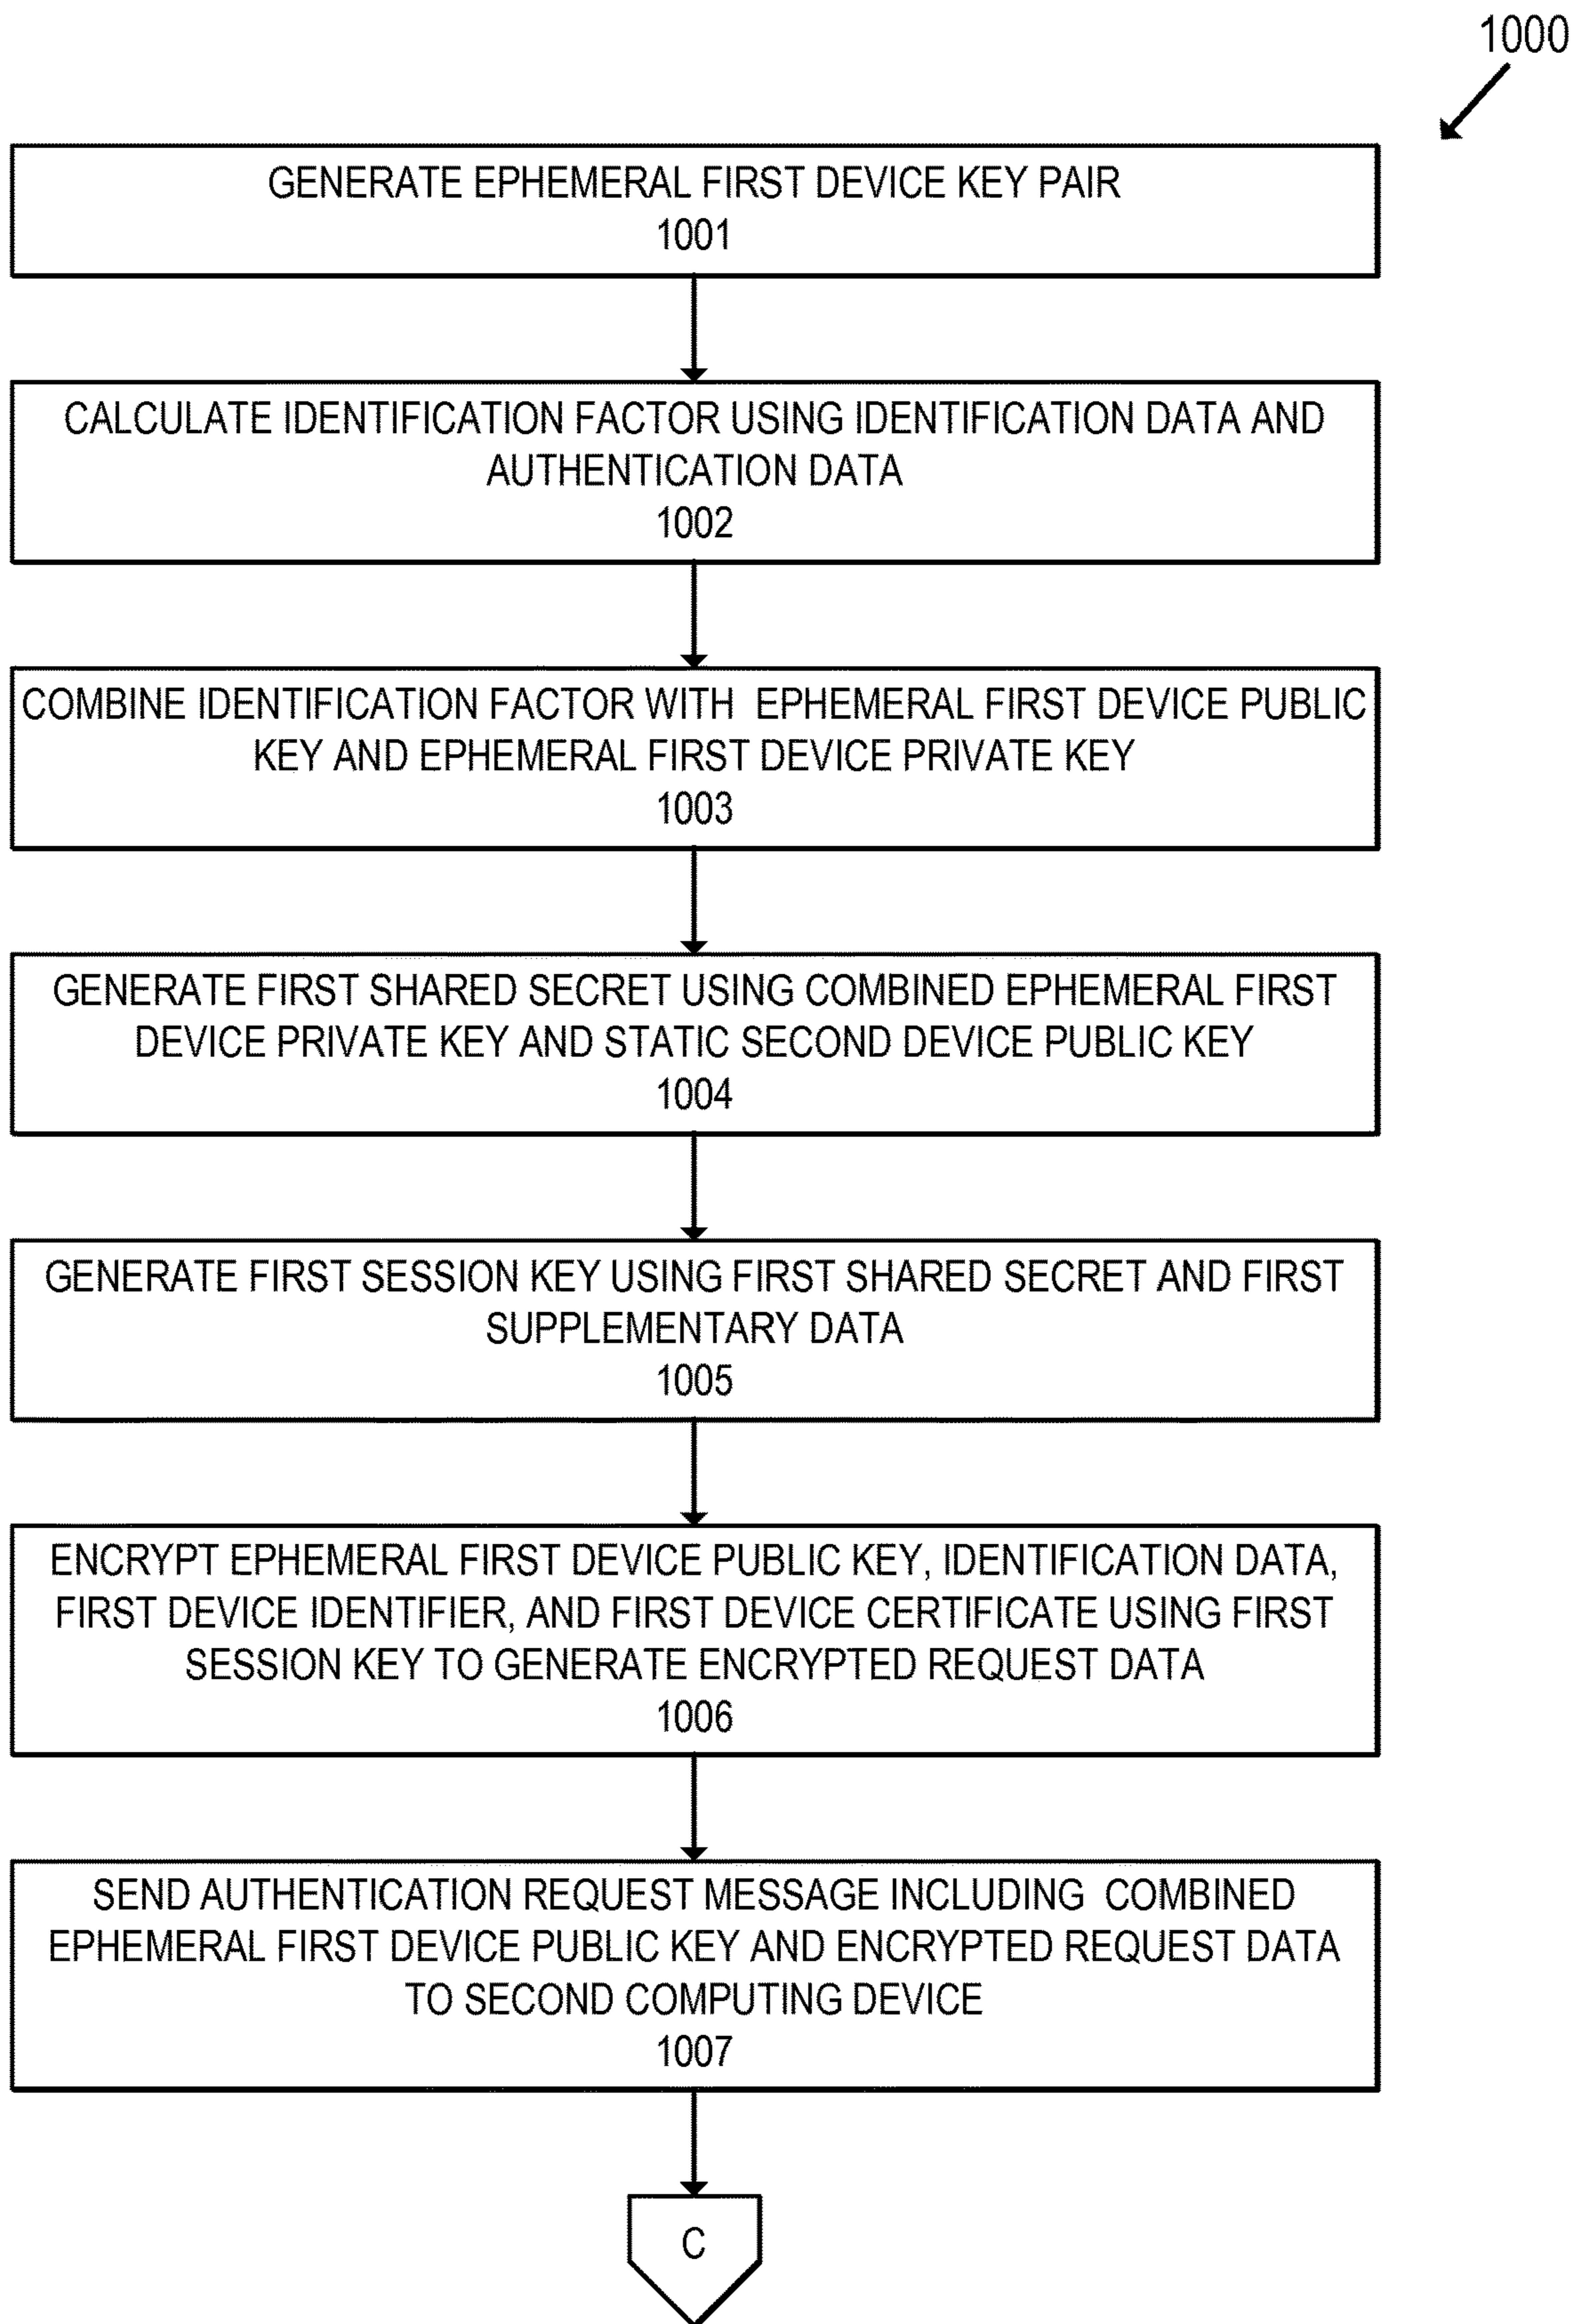 1000
GENERATE EPHEMERAL FIRST DEVICE KEY PAIR
1001
CALCULATE IDENTIFICATION FACTOR USING IDENTIFICATION DATA AND
AUTHENTICATION DATA
1002
COMBINE IDENTIFICATION FACTOR WITH EPHEMERAL FIRST DEVICE PUBLIC
KEY AND EPHEMERAL FIRST DEVICE PRIVATE KEY
1003
GENERATE FIRST SHARED SECRET USING COMBINED EPHEMERAL FIRST
DEVICE PRIVATE KEY AND STATIC SECOND DEVICE PUBLIC KEY
1004
GENERATE FIRST SESSION KEY USING FIRST SHARED SECRET AND FIRST
SUPPLEMENTARY DATA
1005
ENCRYPT EPHEMERAL FIRST DEVICE PUBLIC KEY, IDENTIFICATION DATA,
FIRST DEVICE IDENTIFIER, AND FIRST DEVICE CERTIFICATE USING FIRST
SESSION KEY TO GENERATE ENCRYPTED REQUEST DATA
1006
SEND AUTHENTICATION REQUEST MESSAGE INCLUDING COMBINED
EPHEMERAL FIRST DEVICE PUBLIC KEY AND ENCRYPTED REQUEST DATA
TO SECOND COMPUTING DEVICE
1007
C